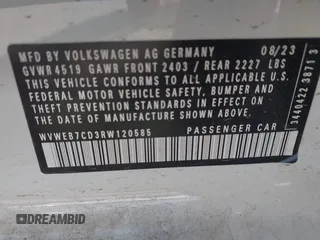 MFD BY VOLKSWAGEN AG GERMANY 08/23
GVWR 4519 GAWR FRONT 2403 / REAR 2227 LBS
THIS VEHICLE CONFORMS TO ALL APPLICABLE U.S.
FEDERAL MOTOR VEHICLE SAFETY, BUMPER, AND
THEFT PREVENTION STANDARDS IN EFFECT ON THE
DATE OF MANUFACTURE SHOWN ABOVE.
WVWEB7CD3RW120585 PASSENGER CAR
3440422 3871 3
DREAMBID